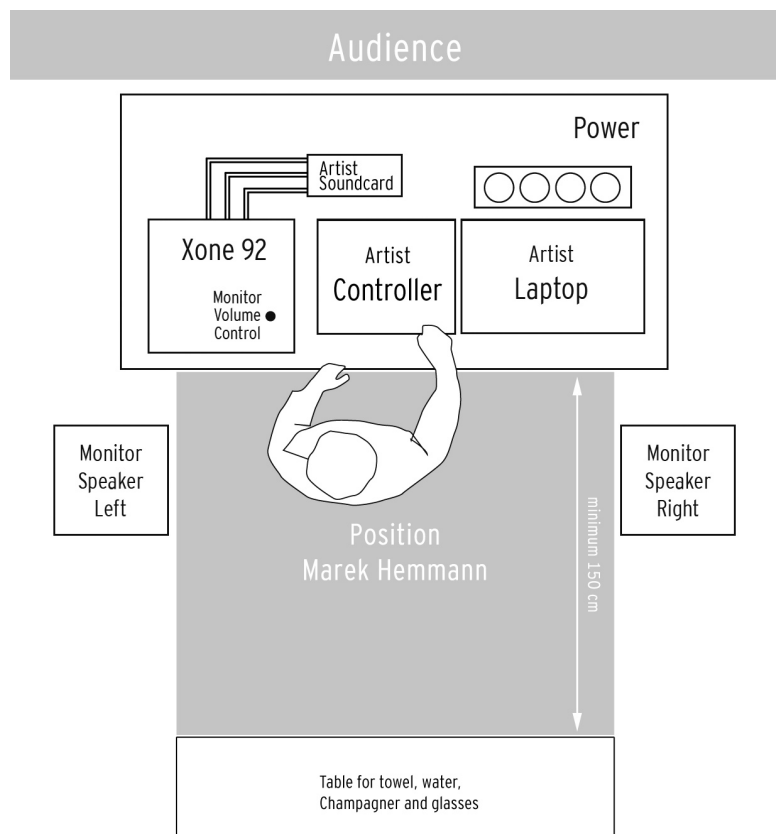 Audience
Power
Artist
Soundcard
Xone 92
Monitor
Volume
Control
Artist
Controller
Artist
Laptop
Monitor
Speaker
Left
Monitor
Speaker
Right
minimum 150 cm
Position
Marek Hemmann
Table for towel, water,
Champagner and glasses